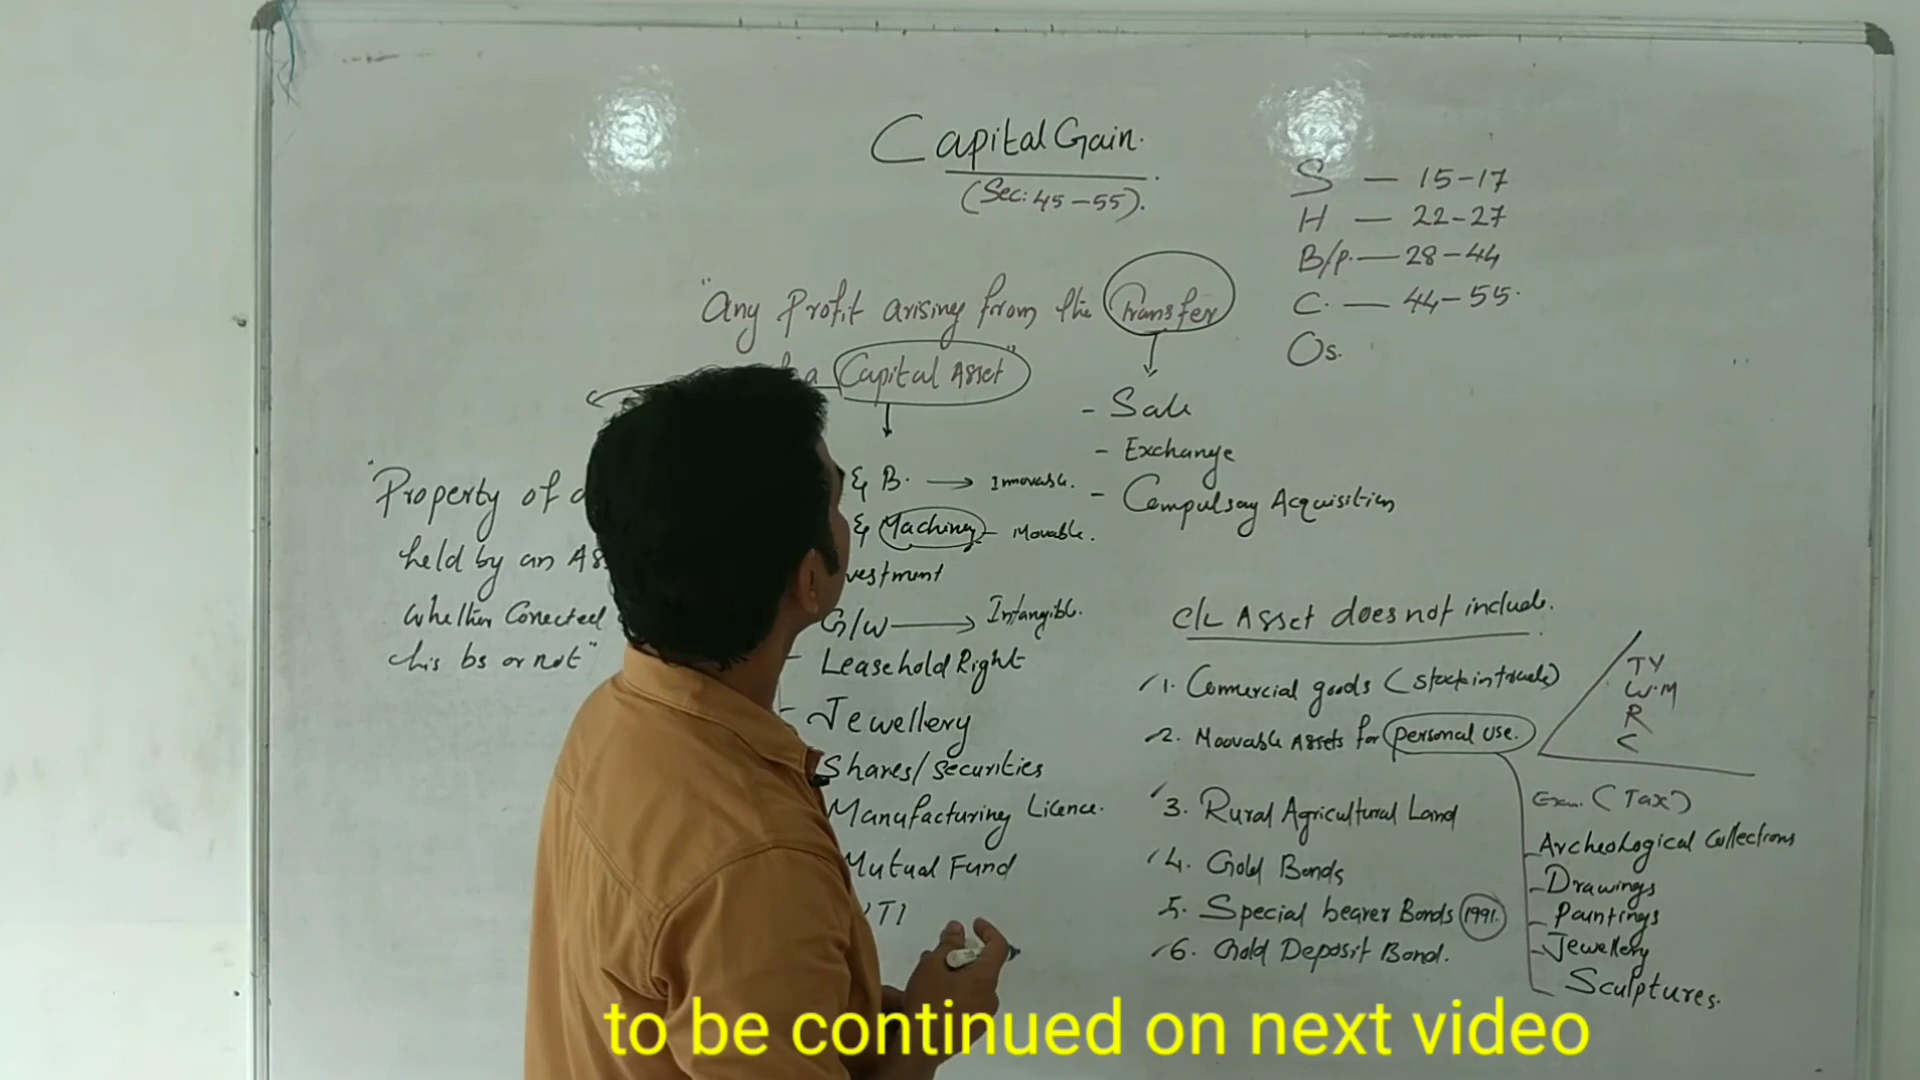 Capital Gain.
(Sec: 45-55).
S — 15-17
H — 22-27
B/P. — 28-44
C. — 44-55.
Os.
"Any Profit arising from the Transfer
a Capital Asset"
- Sale
- Exchange
- Compulsay Acquisition
"Property of
held by an Ass
Whether Conected
his bs or not"
& B. → Immovable.
& Machinery - Movable.
vestment
G/W → Intangible.
- Leasehold Right
- Jewellery
Shares/securities
Manufacturing Licence.
Mutual Fund
UTI
C/L Asset does not include.
1. Commercial goods (stock in trade)
2. Moovable Assets for personal use.
3. Rural Agricultural Land
4. Gold Bonds
5. Special bearer Bonds 1991.
6. Gold Deposit Bond.
TY
W.M
R
C
Exm. (Tax)
- Archeological Collections
- Drawings
- Paintings
- Jewellery
- Sculptures.
to be continued on next video